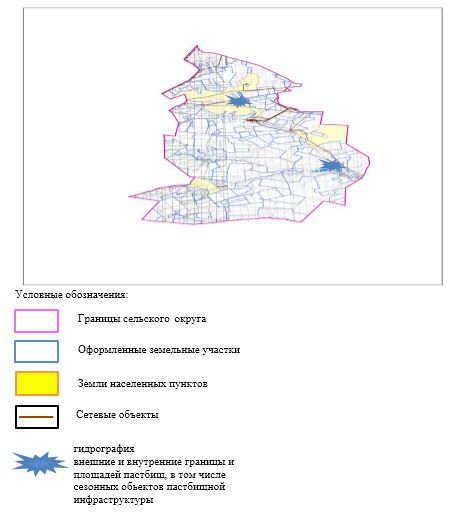 Условные обозначения:
Границы сельского округа
Оформленные земельные участки
Земли населенных пунктов
Сетевые объекты
гидрография
внешние и внутренние границы и
площадей пастбищ, в том числе
сезонных объектов пастбищной
инфраструктуры